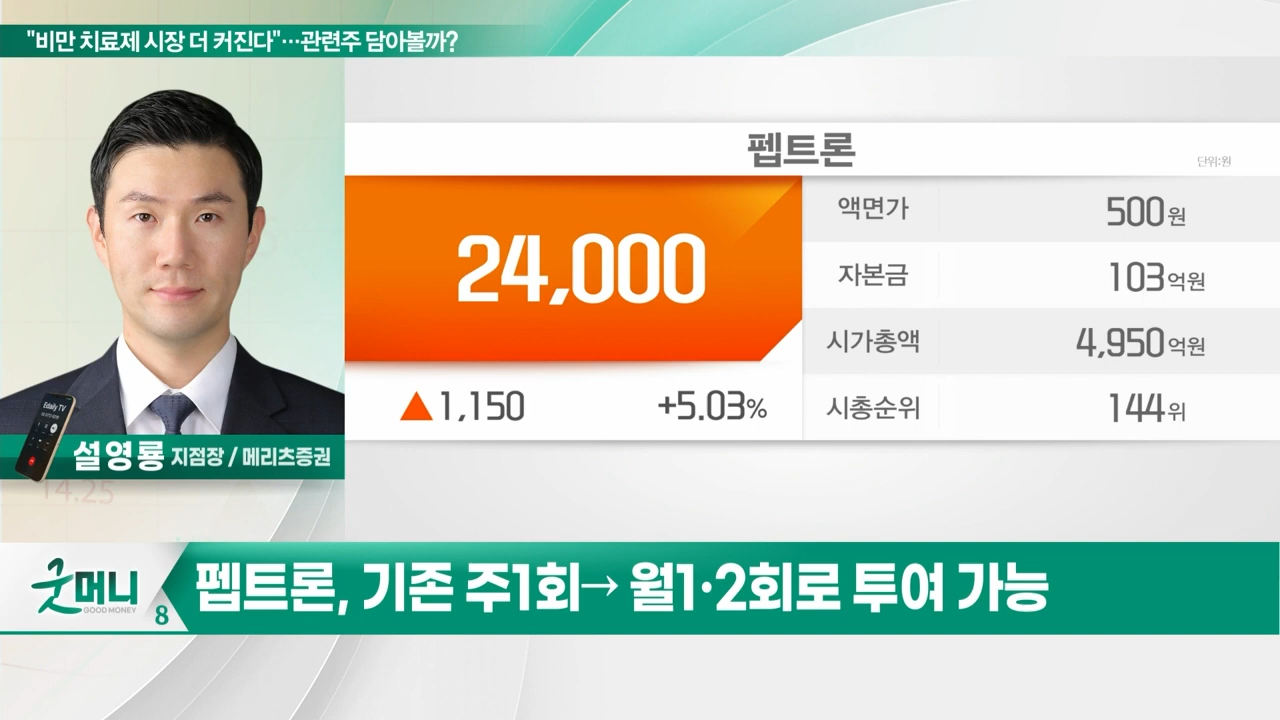 "비만 치료제 시장 더 커진다"…관련주 담아볼까?
펩트론
단위:원
24,000
▲1,150 +5.03%
액면가 500원
자본금 103억원
시가총액 4,950억원
시총순위 144위
Edaily TV
설영룡 지점장 / 메리츠증권
14.25
굿머니
GOOD MONEY
8
펩트론, 기존 주1회→ 월1·2회로 투여 가능